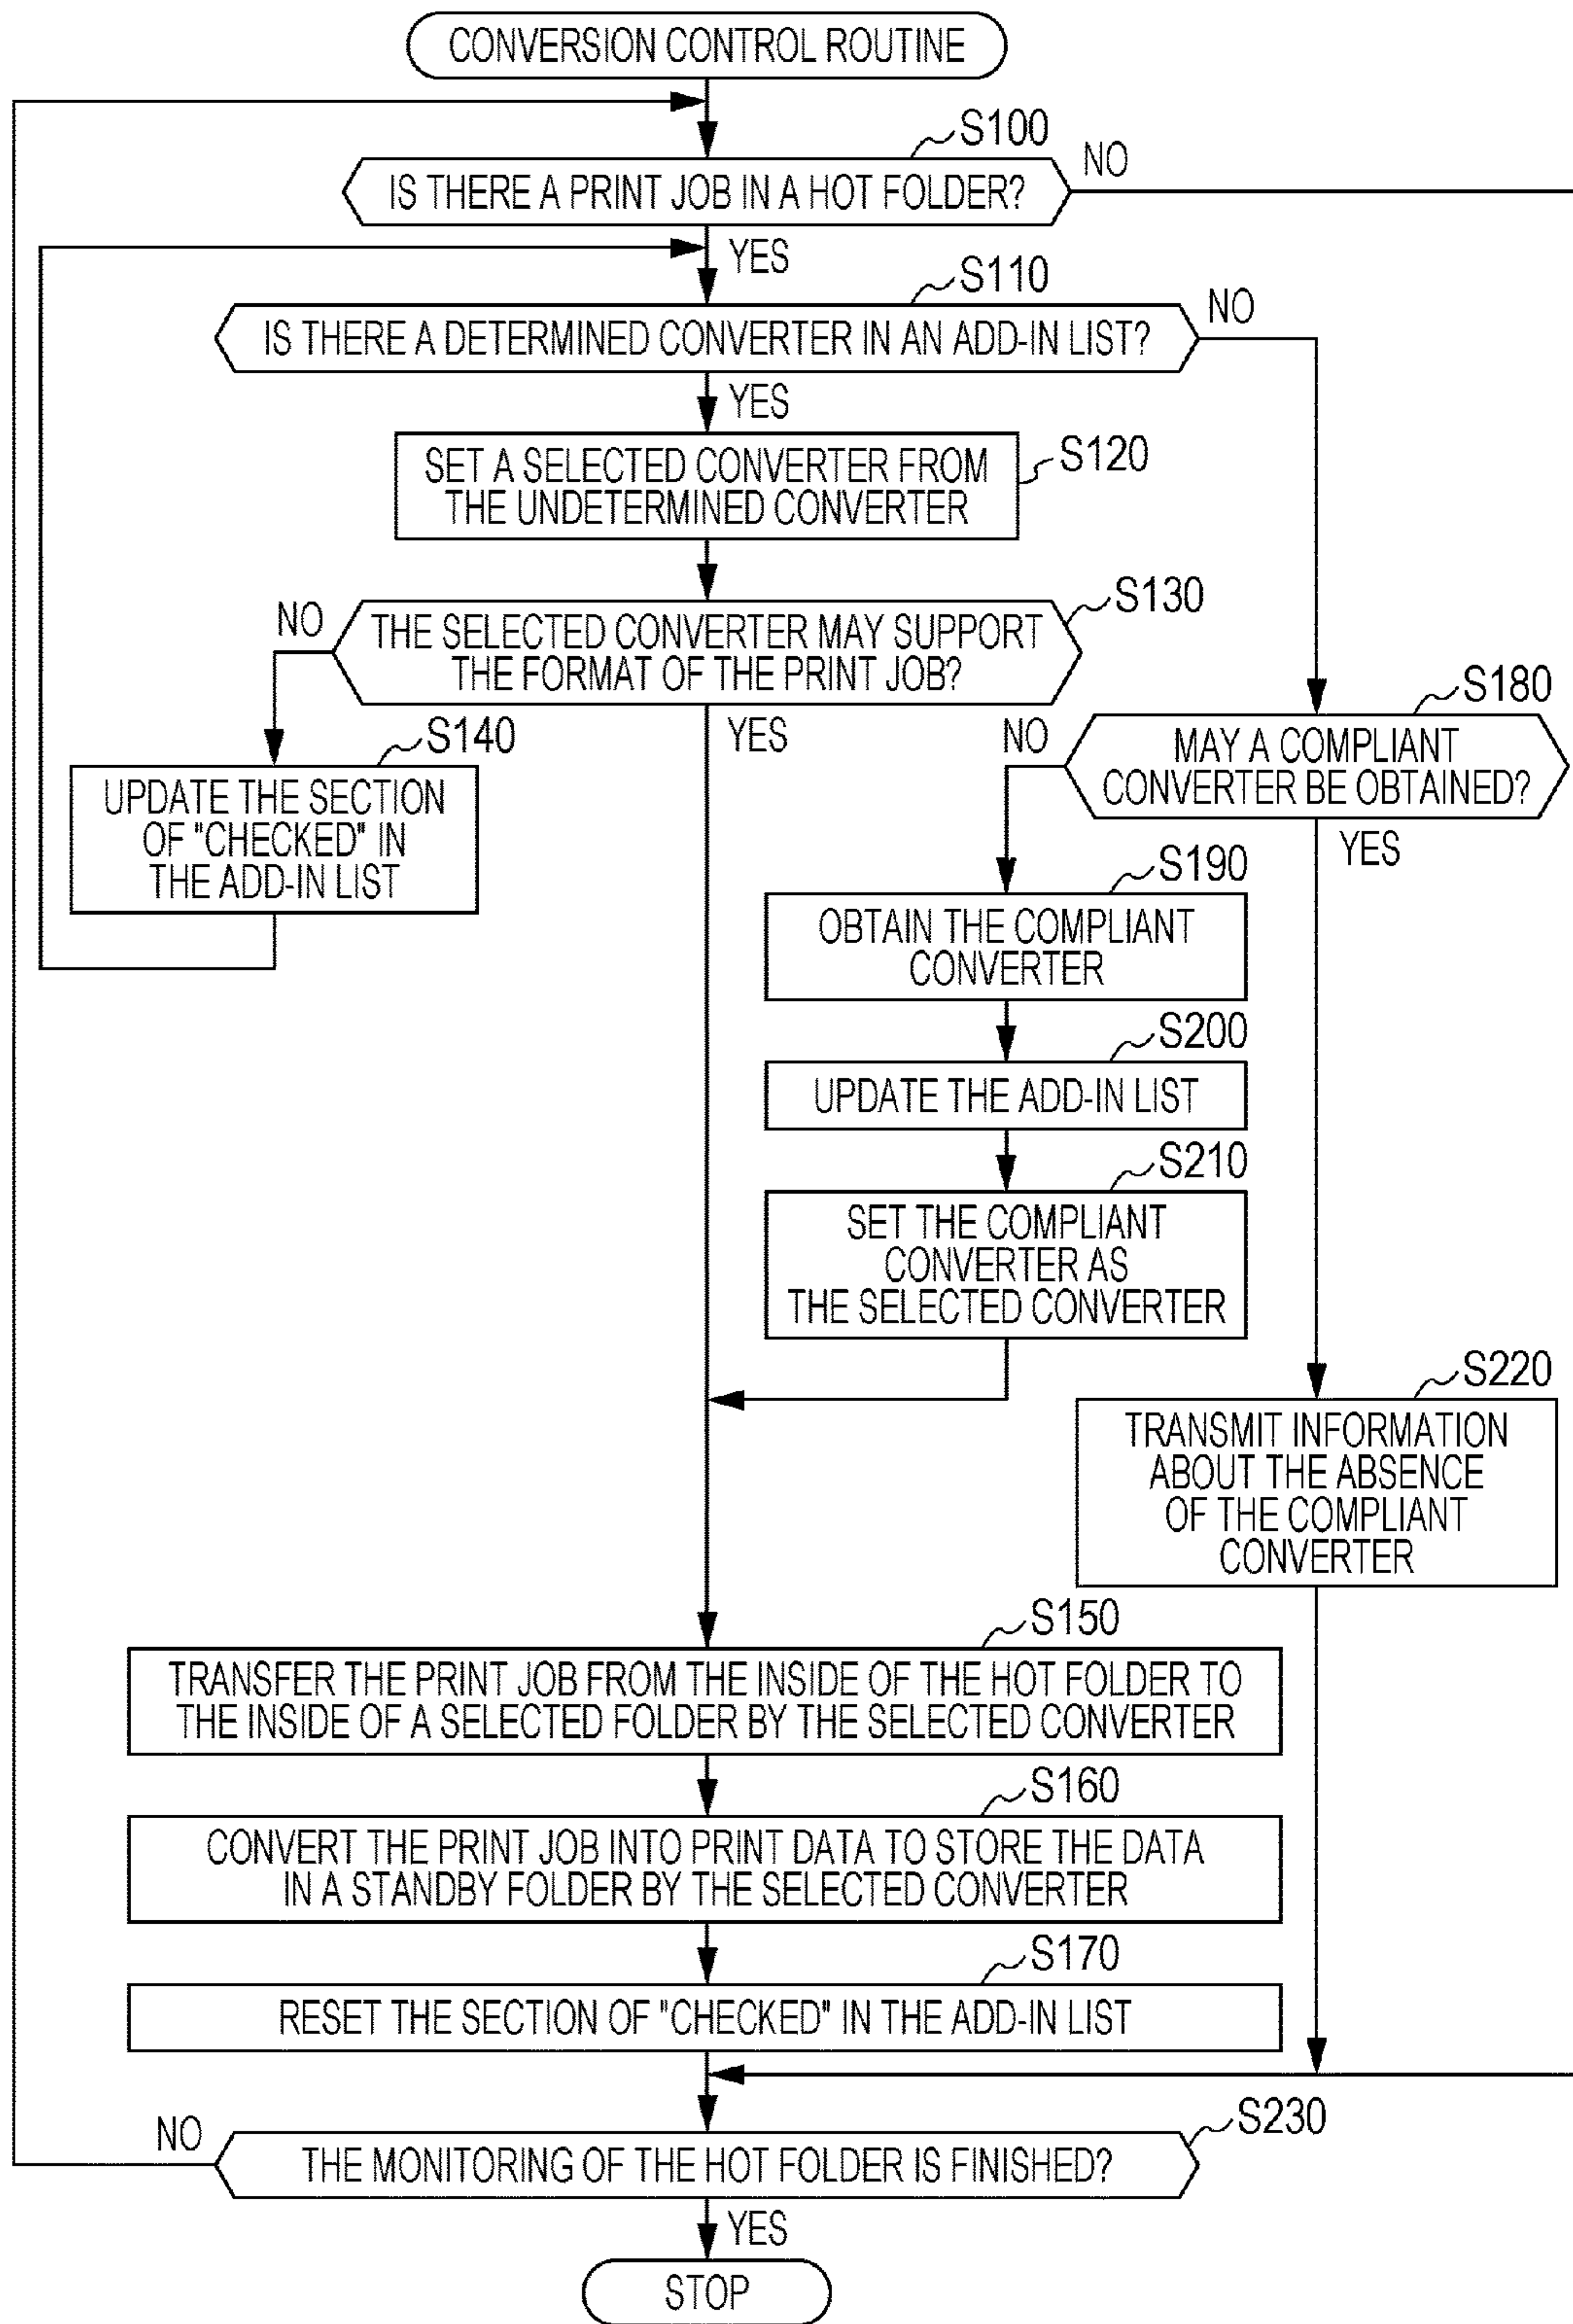 CONVERSION CONTROL ROUTINE
S100
IS THERE A PRINT JOB IN A HOT FOLDER?
NO
YES
S110
IS THERE A DETERMINED CONVERTER IN AN ADD-IN LIST?
NO
YES
S120
SET A SELECTED CONVERTER FROM
THE UNDETERMINED CONVERTER
S130
NO
THE SELECTED CONVERTER MAY SUPPORT
THE FORMAT OF THE PRINT JOB?
YES
S140
UPDATE THE SECTION
OF "CHECKED" IN
THE ADD-IN LIST
S180
NO
MAY A COMPLIANT
CONVERTER BE OBTAINED?
YES
S190
OBTAIN THE COMPLIANT
CONVERTER
S200
UPDATE THE ADD-IN LIST
S210
SET THE COMPLIANT
CONVERTER AS
THE SELECTED CONVERTER
S220
TRANSMIT INFORMATION
ABOUT THE ABSENCE
OF THE COMPLIANT
CONVERTER
S150
TRANSFER THE PRINT JOB FROM THE INSIDE OF THE HOT FOLDER TO
THE INSIDE OF A SELECTED FOLDER BY THE SELECTED CONVERTER
S160
CONVERT THE PRINT JOB INTO PRINT DATA TO STORE THE DATA
IN A STANDBY FOLDER BY THE SELECTED CONVERTER
S170
RESET THE SECTION OF "CHECKED" IN THE ADD-IN LIST
S230
NO
THE MONITORING OF THE HOT FOLDER IS FINISHED?
YES
STOP